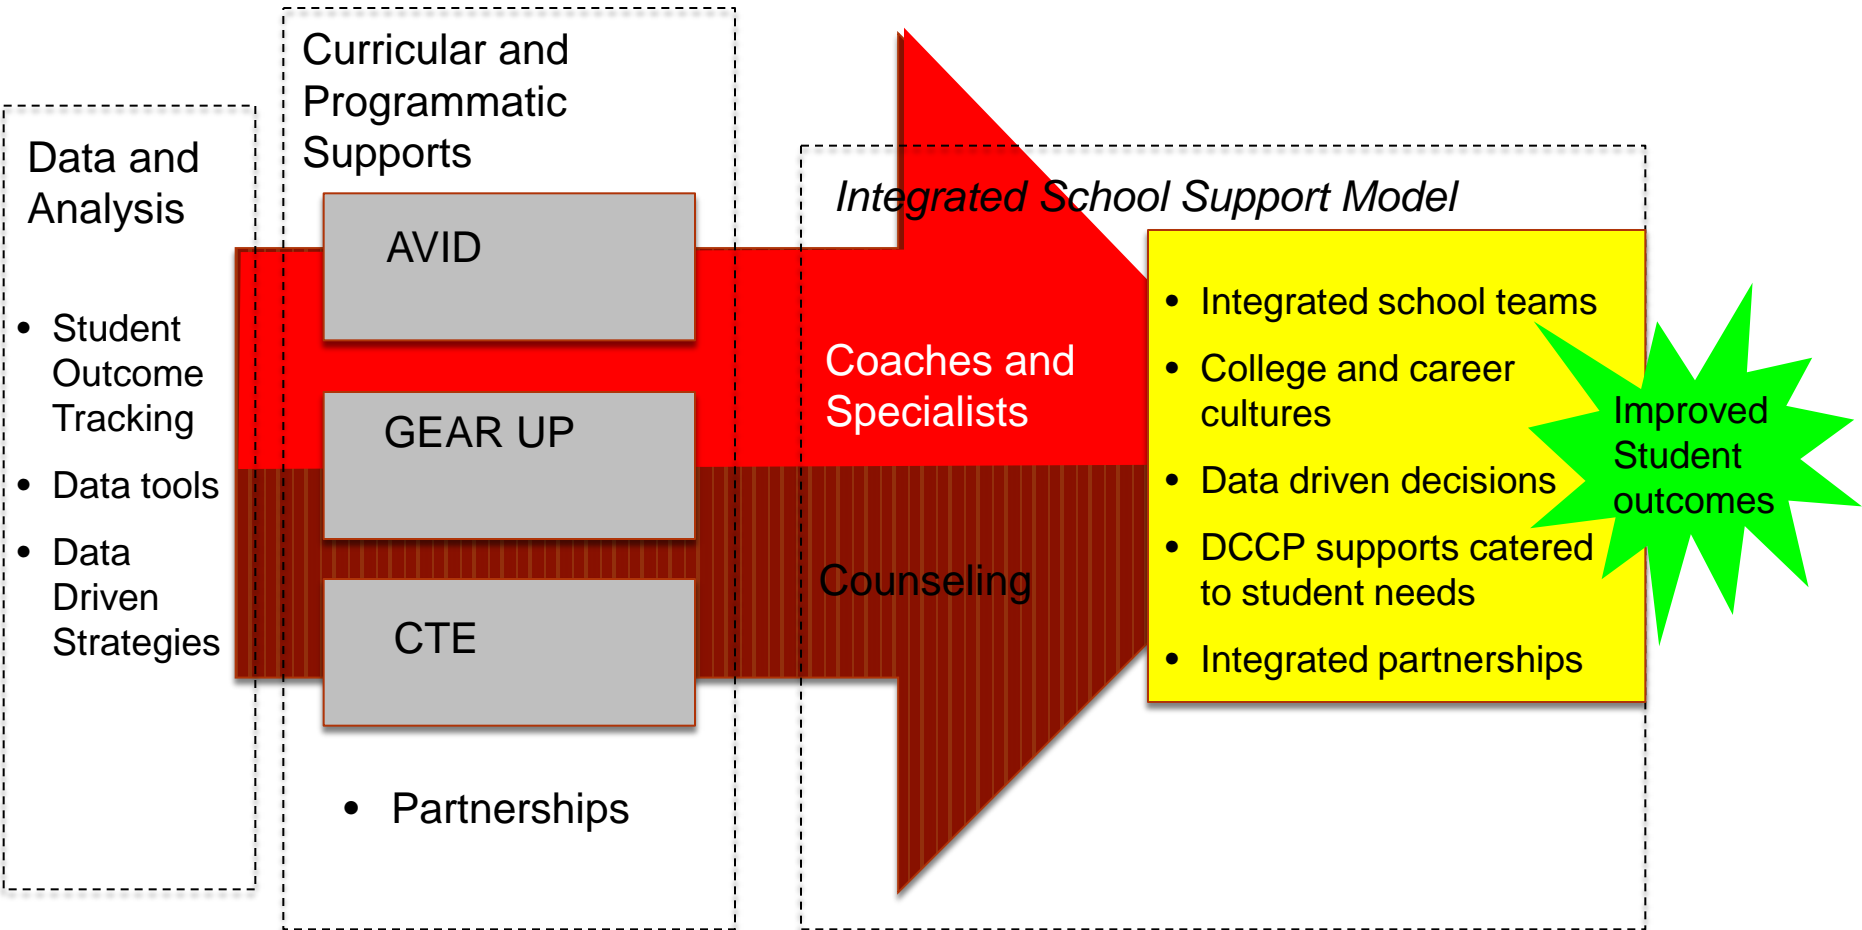 Data and
Analysis
• Student
Outcome
Tracking
• Data tools
• Data
Driven
Strategies
Curricular and
Programmatic
Supports
AVID
GEAR UP
CTE
• Partnerships
Integrated School Support Model
Coaches and
Specialists
Counseling
• Integrated school teams
• College and career
cultures
• Data driven decisions
• DCCP supports catered
to student needs
• Integrated partnerships
Improved
Student
outcomes